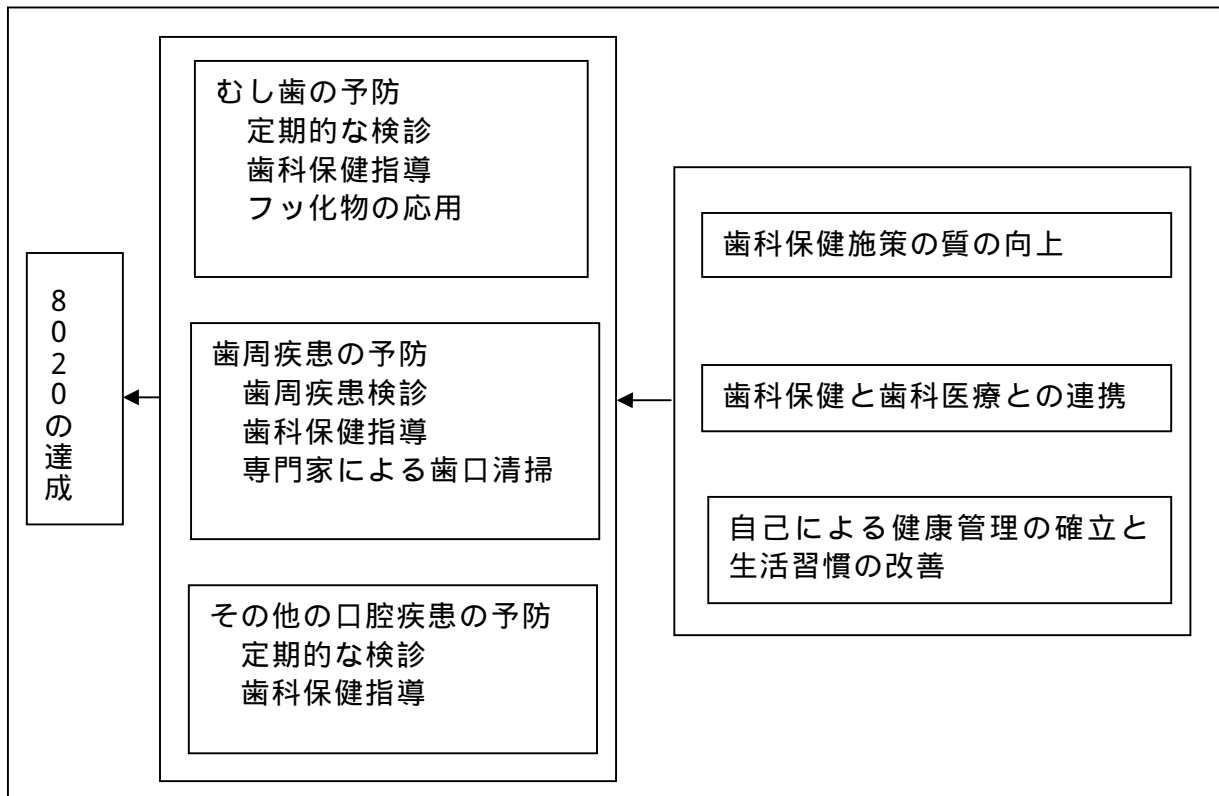 8020の達成
むし歯の予防
定期的な検診
歯科保健指導
フッ化物の応用
歯周疾患の予防
歯周疾患検診
歯科保健指導
専門家による歯口清掃
その他の口腔疾患の予防
定期的な検診
歯科保健指導
歯科保健施策の質の向上
歯科保健と歯科医療との連携
自己による健康管理の確立と
生活習慣の改善